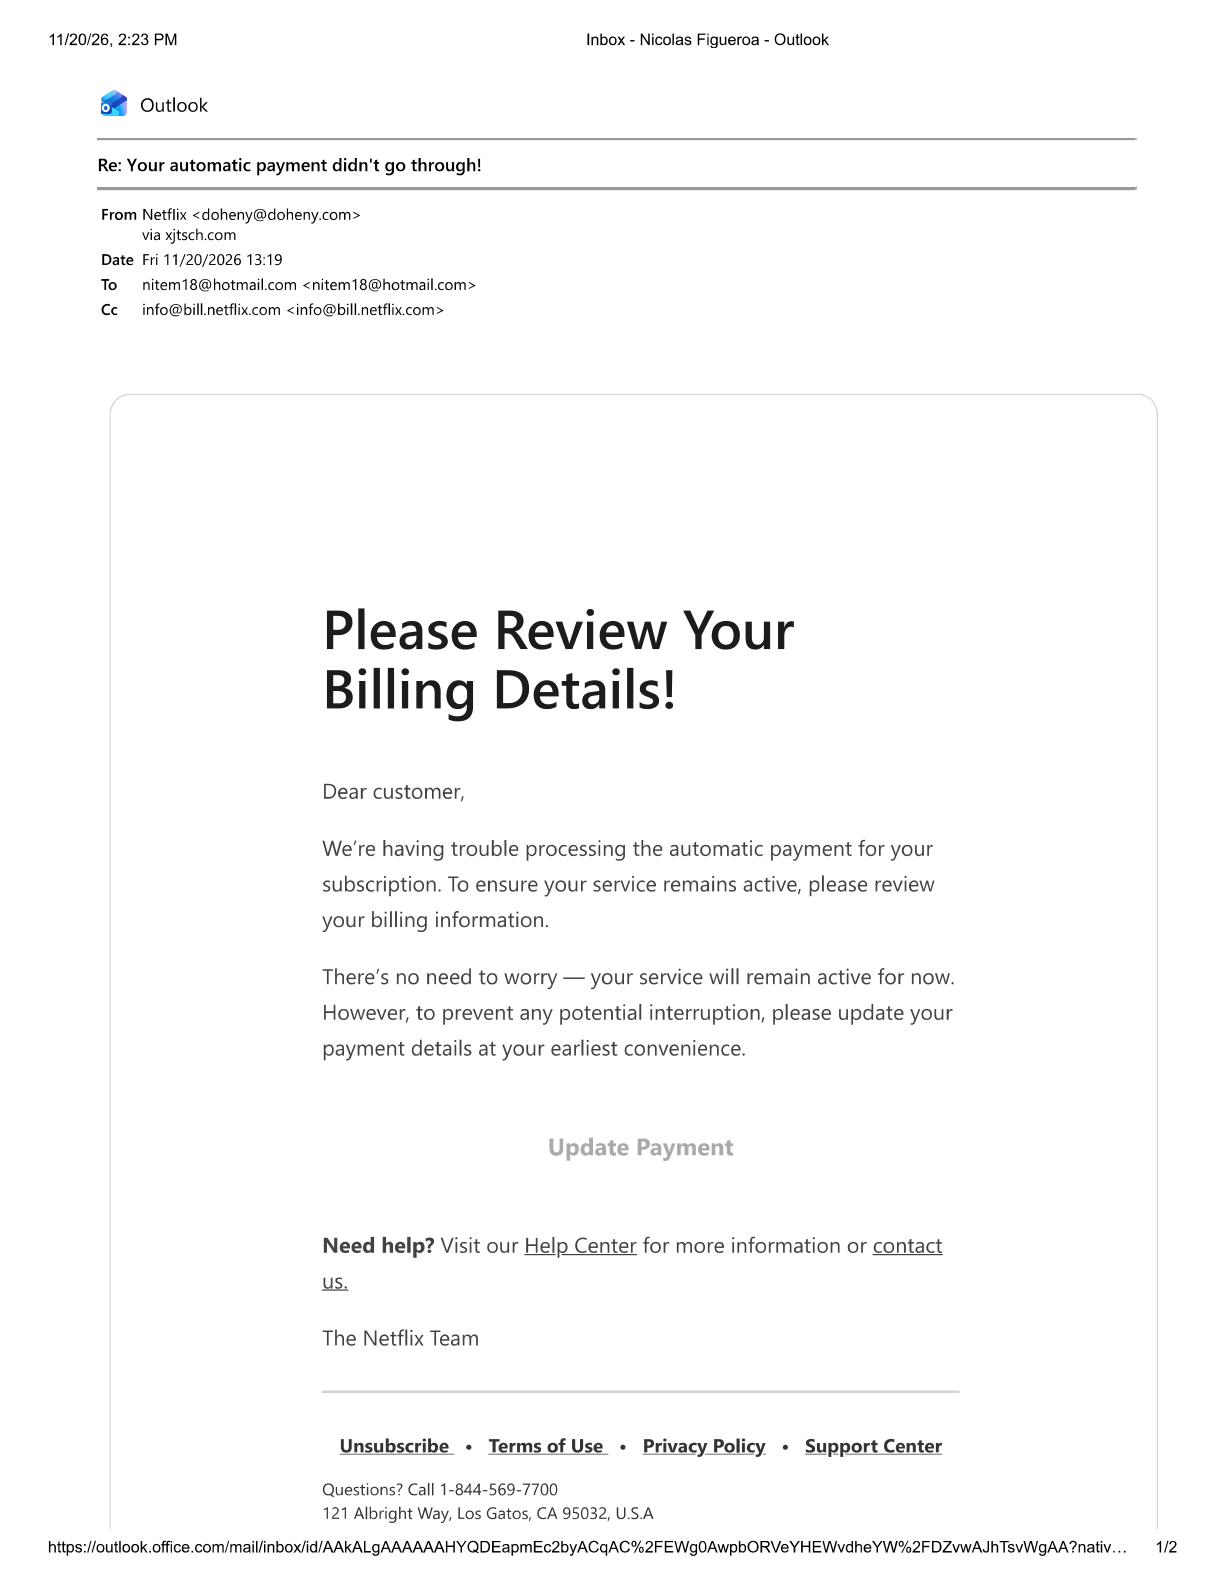 11/20/26, 2:23 PM
Inbox - Nicolas Figueroa - Outlook
Outlook
Re: Your automatic payment didn't go through!
From Netflix <doheny@doheny.com>
via xjtsch.com
Date Fri 11/20/2026 13:19
To nitem18@hotmail.com <nitem18@hotmail.com>
Cc info@bill.netflix.com <info@bill.netflix.com>
Please Review Your
Billing Details!
Dear customer,
We’re having trouble processing the automatic payment for your
subscription. To ensure your service remains active, please review
your billing information.
There’s no need to worry — your service will remain active for now.
However, to prevent any potential interruption, please update your
payment details at your earliest convenience.
Update Payment
Need help? Visit our Help Center for more information or contact
us.
The Netflix Team
Unsubscribe • Terms of Use • Privacy Policy • Support Center
Questions? Call 1-844-569-7700
121 Albright Way, Los Gatos, CA 95032, U.S.A
https://outlook.office.com/mail/inbox/id/AAkALgAAAAAAHYQDEapmEc2byACqAC%2FEWg0AwpbORVeYHEWvdheYW%2FDZvwAJhTsvWgAA?nativ… 1/2